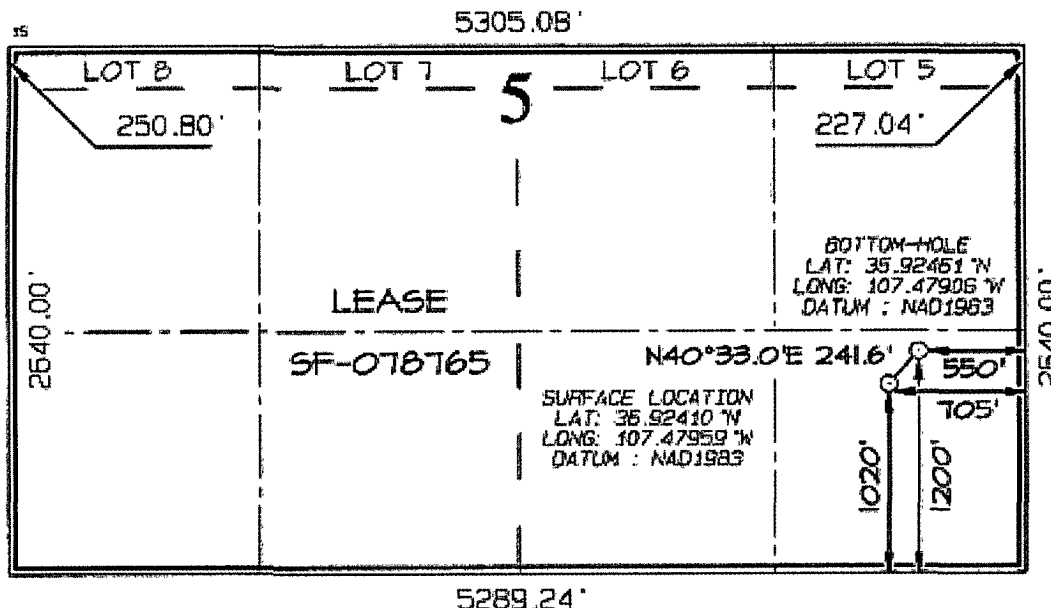 5305.08'
LOT 8 LOT 7 LOT 6 LOT 5
5
250.80' 227.04'
BOTTOM-HOLE
LAT: 35.92461°N
LONG: 107.47906°W
DATUM : NAD1983
LEASE
2640.00' 2640.00'
SF-078765
N40°33.0'E 241.6'
550'
705'
SURFACE LOCATION
LAT: 35.92410°N
LONG: 107.47959°W
DATUM : NAD1983
1020' 1200'
5289.24'